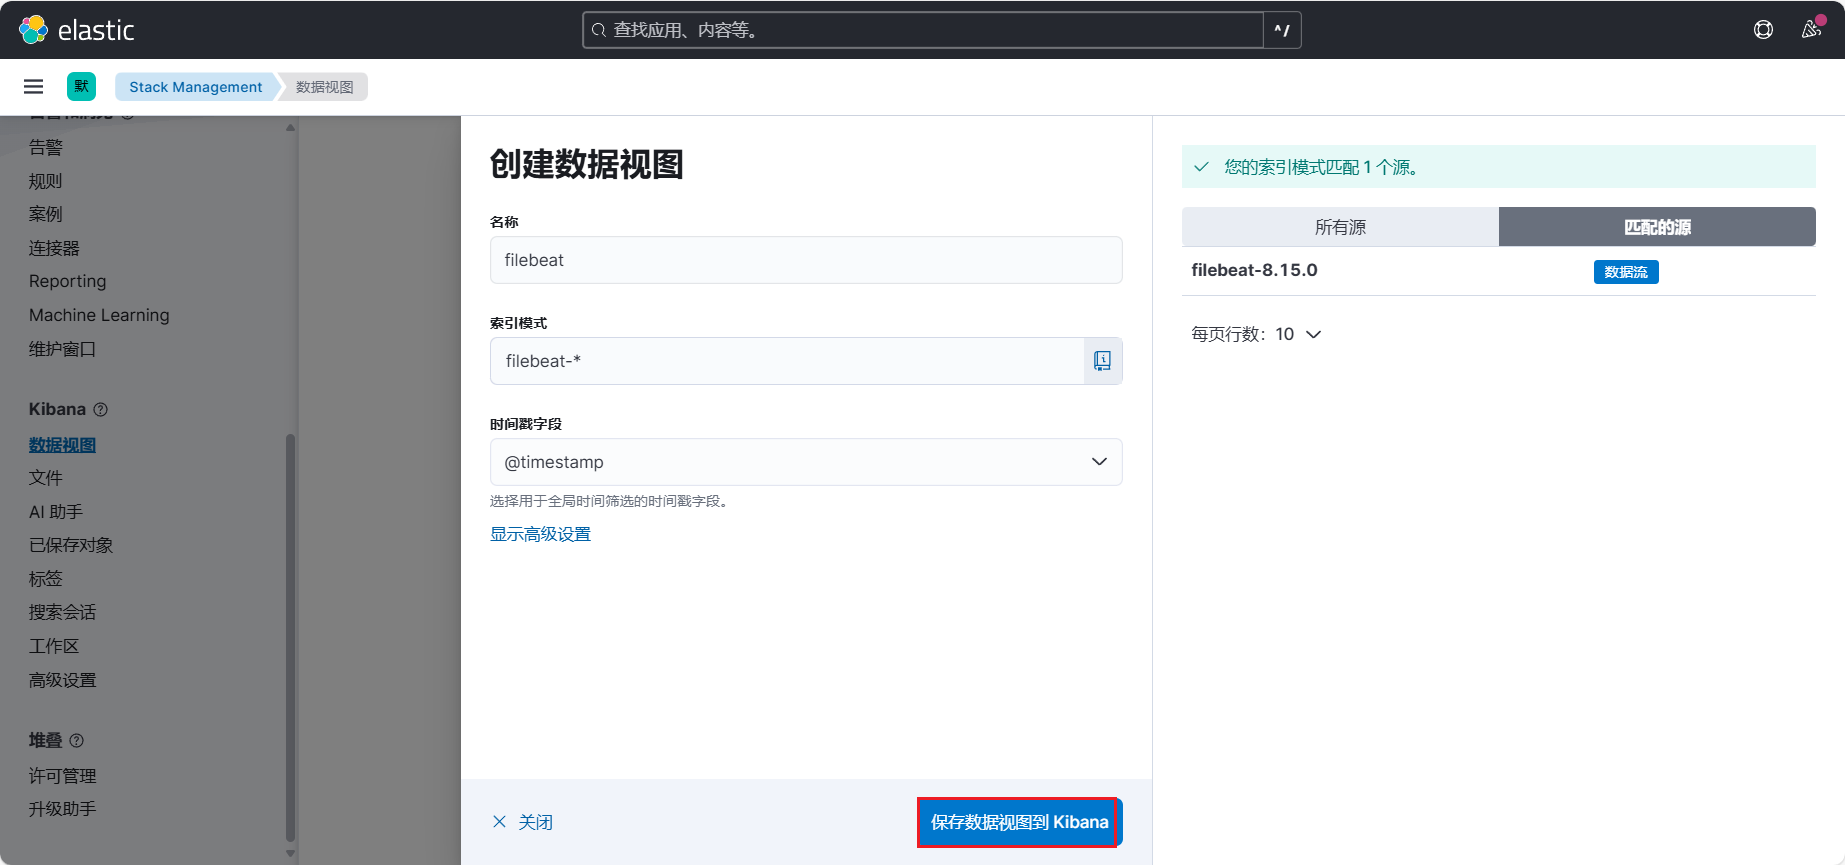 elastic
查找应用、内容等。
^/
默
Stack Management
数据视图
告警
规则
案例
连接器
Reporting
Machine Learning
维护窗口
Kibana
数据视图
文件
AI 助手
已保存对象
标签
搜索会话
工作区
高级设置
堆叠
许可管理
升级助手
创建数据视图
名称
filebeat
索引模式
filebeat-*
时间戳字段
@timestamp
选择用于全局时间筛选的时间戳字段。
显示高级设置
关闭
保存数据视图到 Kibana
您的索引模式匹配 1 个源。
所有源
匹配的源
filebeat-8.15.0
数据流
每页行数：10